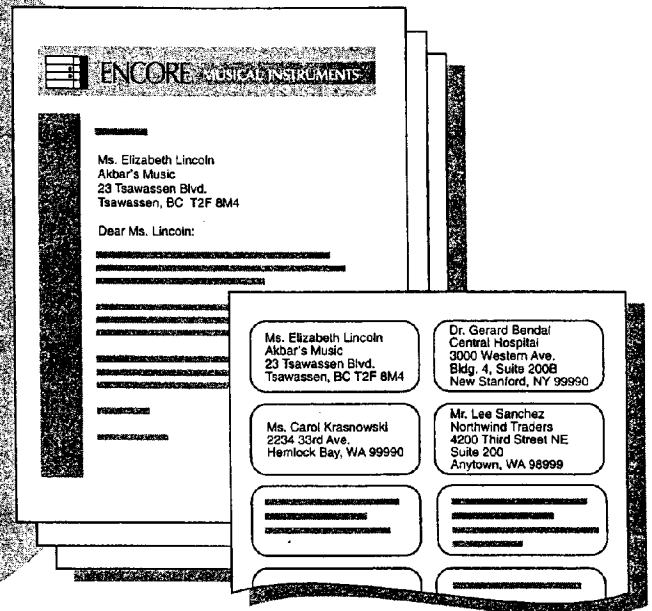 ENCORE MUSICAL INSTRUMENTS
Ms. Elizabeth Lincoln
Akbar's Music
23 Tsawassen Blvd.
Tsawassen, BC T2F 8M4
Dear Ms. Lincoln:
Ms. Elizabeth Lincoln
Akbar's Music
23 Tsawassen Blvd.
Tsawassen, BC T2F 8M4
Dr. Gerard Bendal
Central Hospital
3000 Western Ave.
Bldg. 4, Suite 200B
New Stanford, NY 99990
Ms. Carol Krasnowski
2234 33rd Ave.
Hemlock Bay, WA 99990
Mr. Lee Sanchez
Northwind Traders
4200 Third Street NE
Suite 200
Anytown, WA 98999